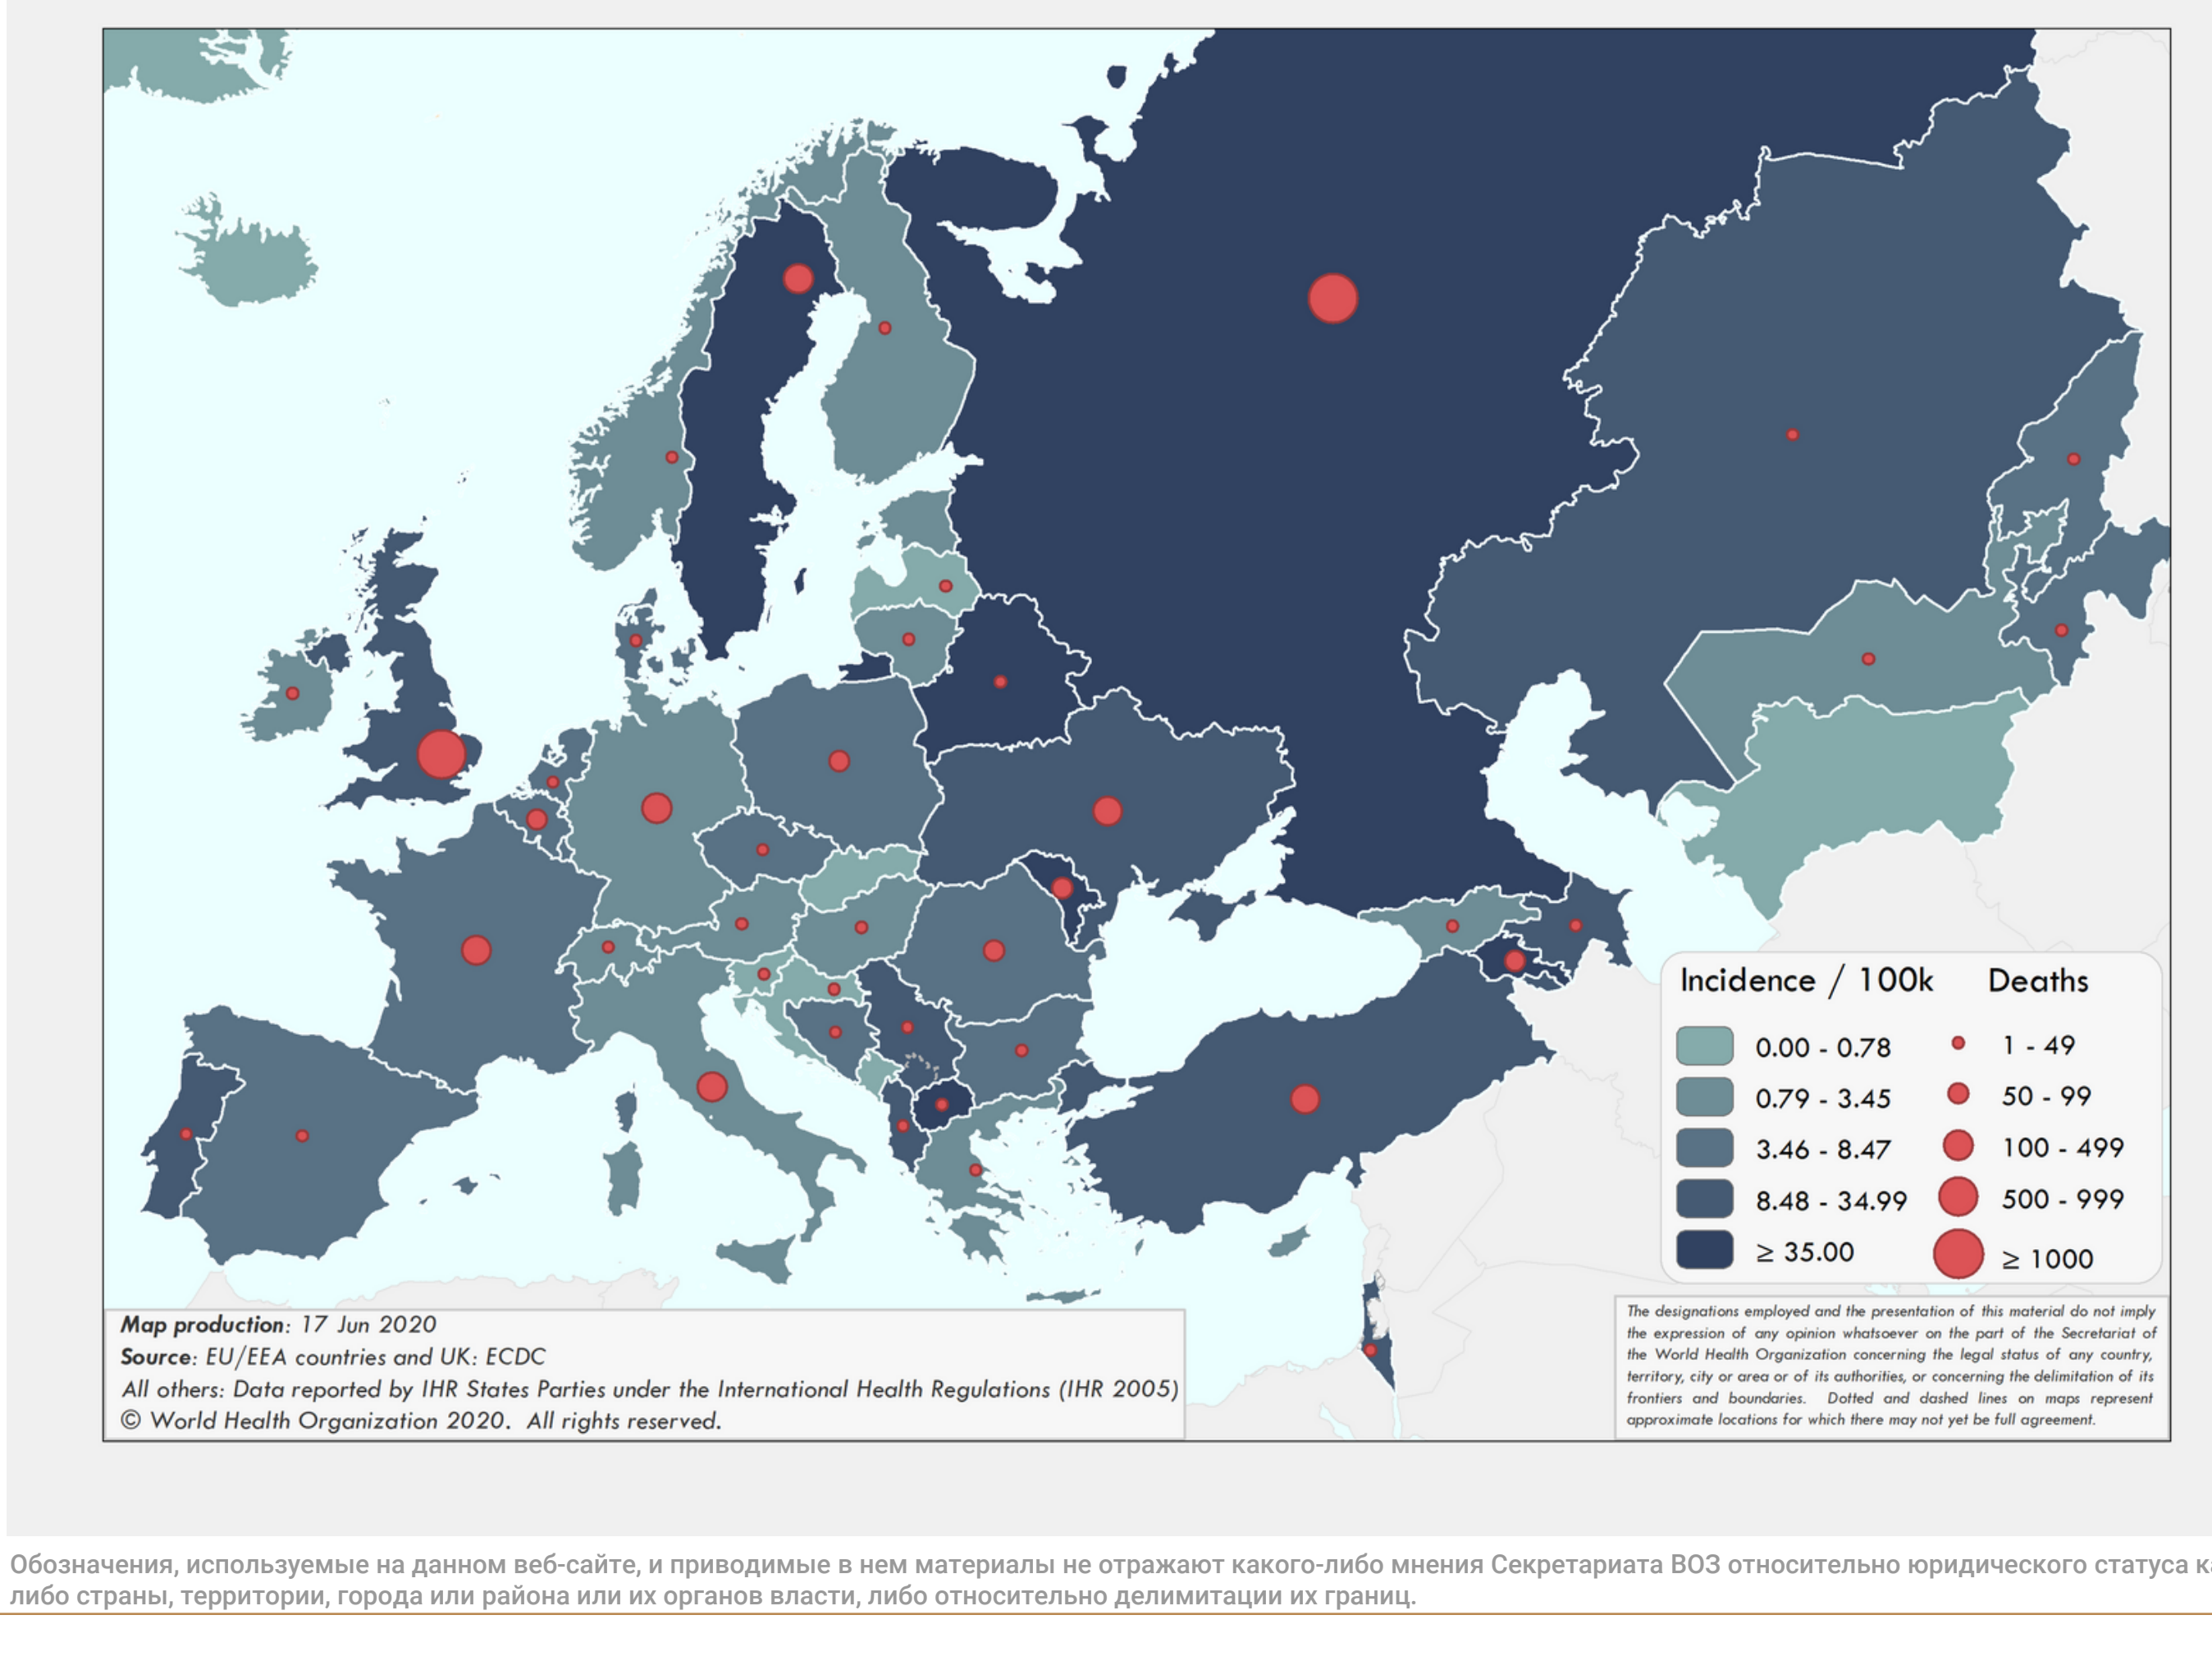 Incidence / 100k Deaths
0.00 - 0.78 1 - 49
0.79 - 3.45 50 - 99
3.46 - 8.47 100 - 499
8.48 - 34.99 500 - 999
≥ 35.00 ≥ 1000
Map production: 17 Jun 2020
Source: EU/EEA countries and UK: ECDC
All others: Data reported by IHR States Parties under the International Health Regulations (IHR 2005)
© World Health Organization 2020. All rights reserved.
The designations employed and the presentation of this material do not imply
the expression of any opinion whatsoever on the part of the Secretariat of
the World Health Organization concerning the legal status of any country,
territory, city or area or of its authorities, or concerning the delimitation of its
frontiers and boundaries. Dotted and dashed lines on maps represent
approximate locations for which there may not yet be full agreement.
Обозначения, используемые на данном веб-сайте, и приводимые в нем материалы не отражают какого-либо мнения Секретариата ВОЗ относительно юридического статуса
либо страны, территории, города или района или их органов власти, либо относительно делимитации их границ.